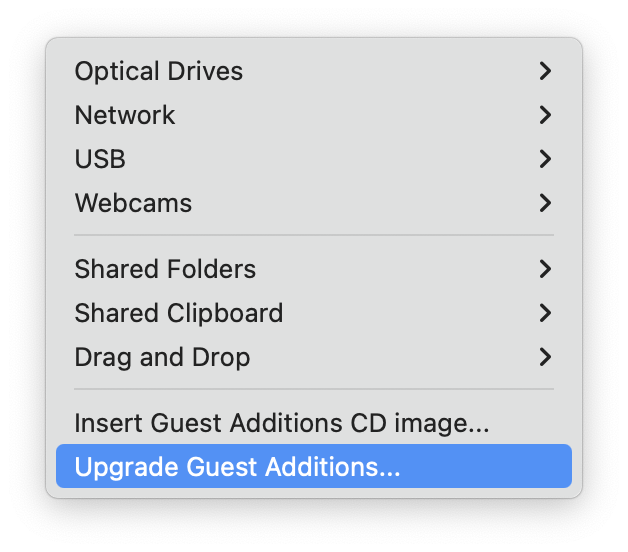 Optical Drives
Network
USB
Webcams
Shared Folders
Shared Clipboard
Drag and Drop
Insert Guest Additions CD image...
Upgrade Guest Additions...